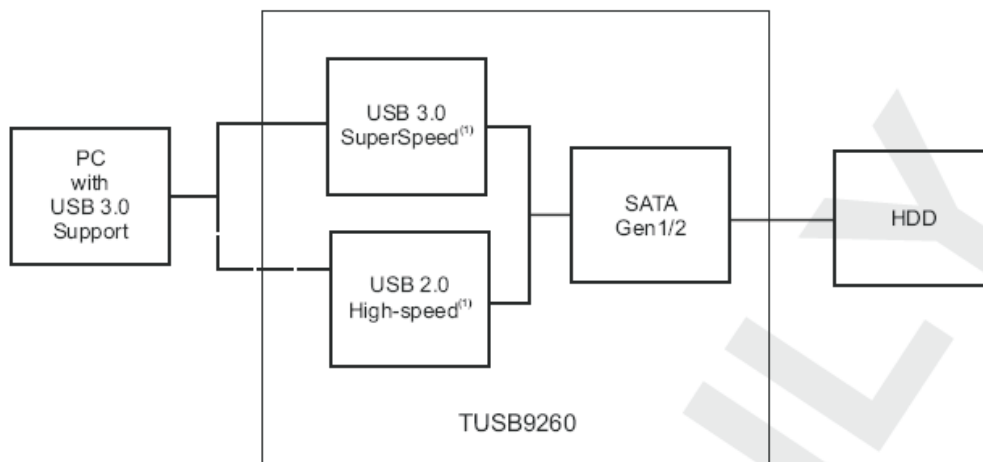 PC
with
USB 3.0
Support
USB 3.0
SuperSpeed(1)
USB 2.0
High-speed(1)
SATA
Gen1/2
HDD
TUSB9260